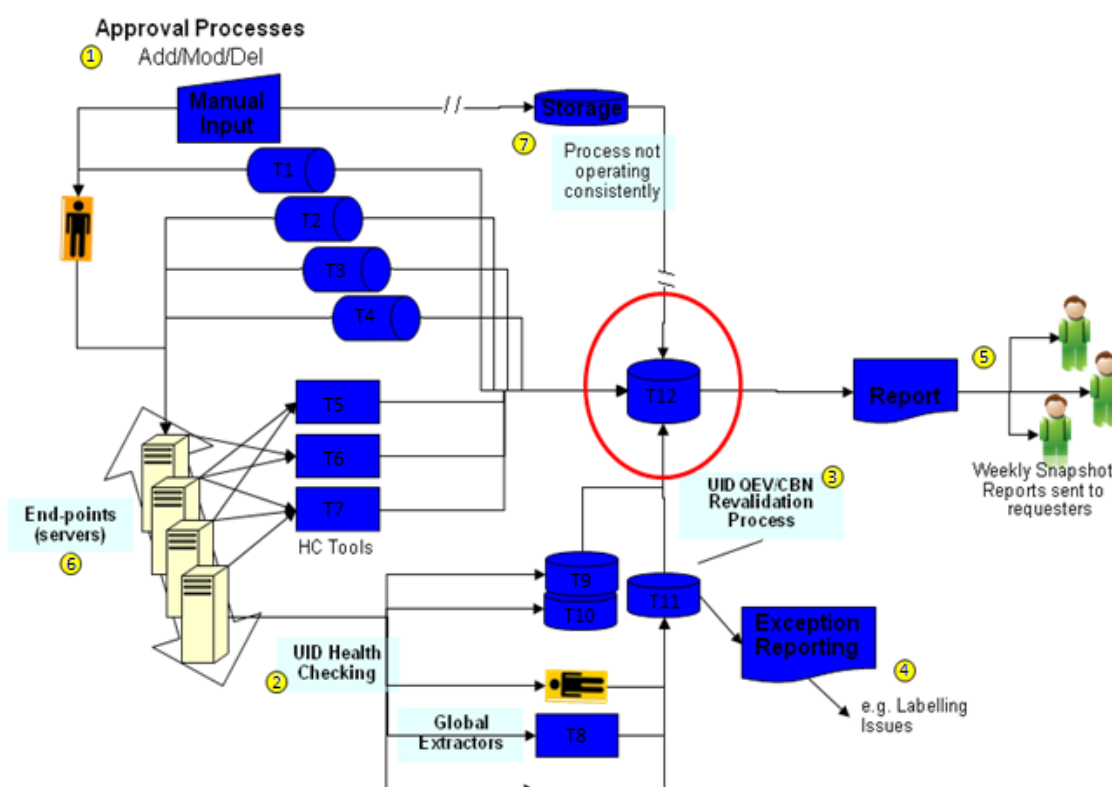 Approval Processes
1
Add/Mod/Del
Manual
Input
//
Storage
7
Process not
operating
consistently
T1
T2
T3
T4
//
T12
Report
5
Weekly Snapshot
Reports sent to
requesters
T5
T6
T7
HC Tools
End-points
(servers)
6
UID QEV/CBN
Revalidation
Process
3
T9
T10
T11
Exception
Reporting
4
e.g. Labelling
Issues
UID Health
Checking
2
Global
Extractors
T8